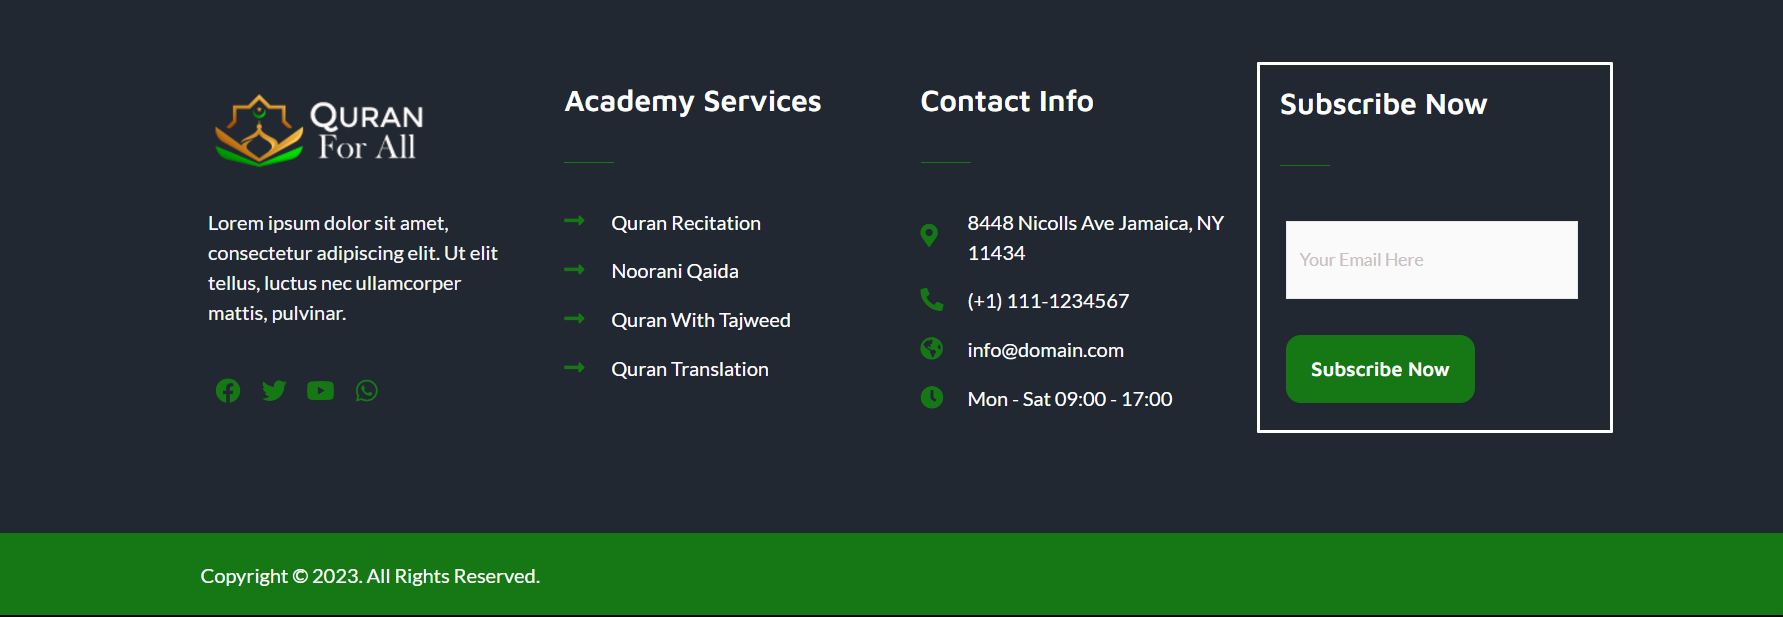 QURAN
For All
Lorem ipsum dolor sit amet,
consectetur adipiscing elit. Ut elit
tellus, luctus nec ullamcorper
mattis, pulvinar.
Academy Services
Quran Recitation
Noorani Qaida
Quran With Tajweed
Quran Translation
Contact Info
8448 Nicolls Ave Jamaica, NY
11434
(+1) 111-1234567
info@domain.com
Mon - Sat 09:00 - 17:00
Subscribe Now
Your Email Here
Subscribe Now
Copyright © 2023. All Rights Reserved.